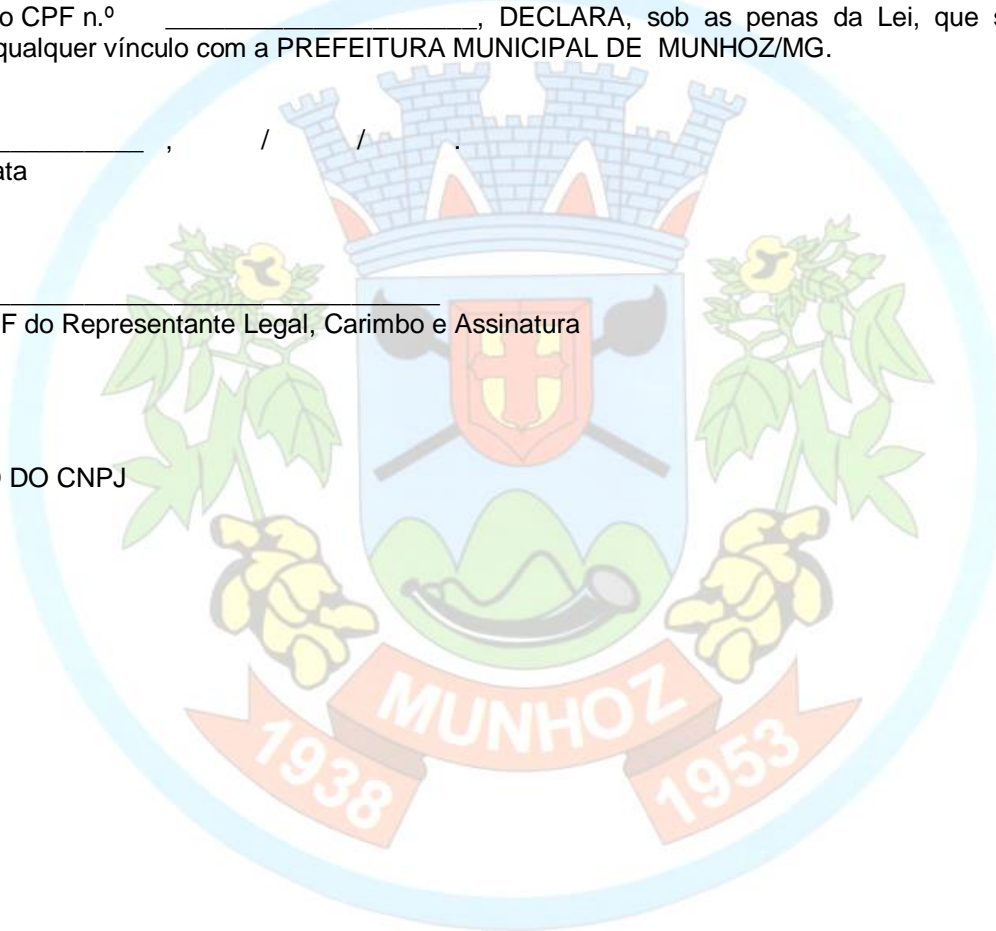 o CPF n.º _____________________, DECLARA, sob as penas da Lei, que s
qualquer vínculo com a PREFEITURA MUNICIPAL DE MUNHOZ/MG.
__________ , / / .
ata
______________________________
F do Representante Legal, Carimbo e Assinatura
DO CNPJ
MUNHOZ
1938 1953